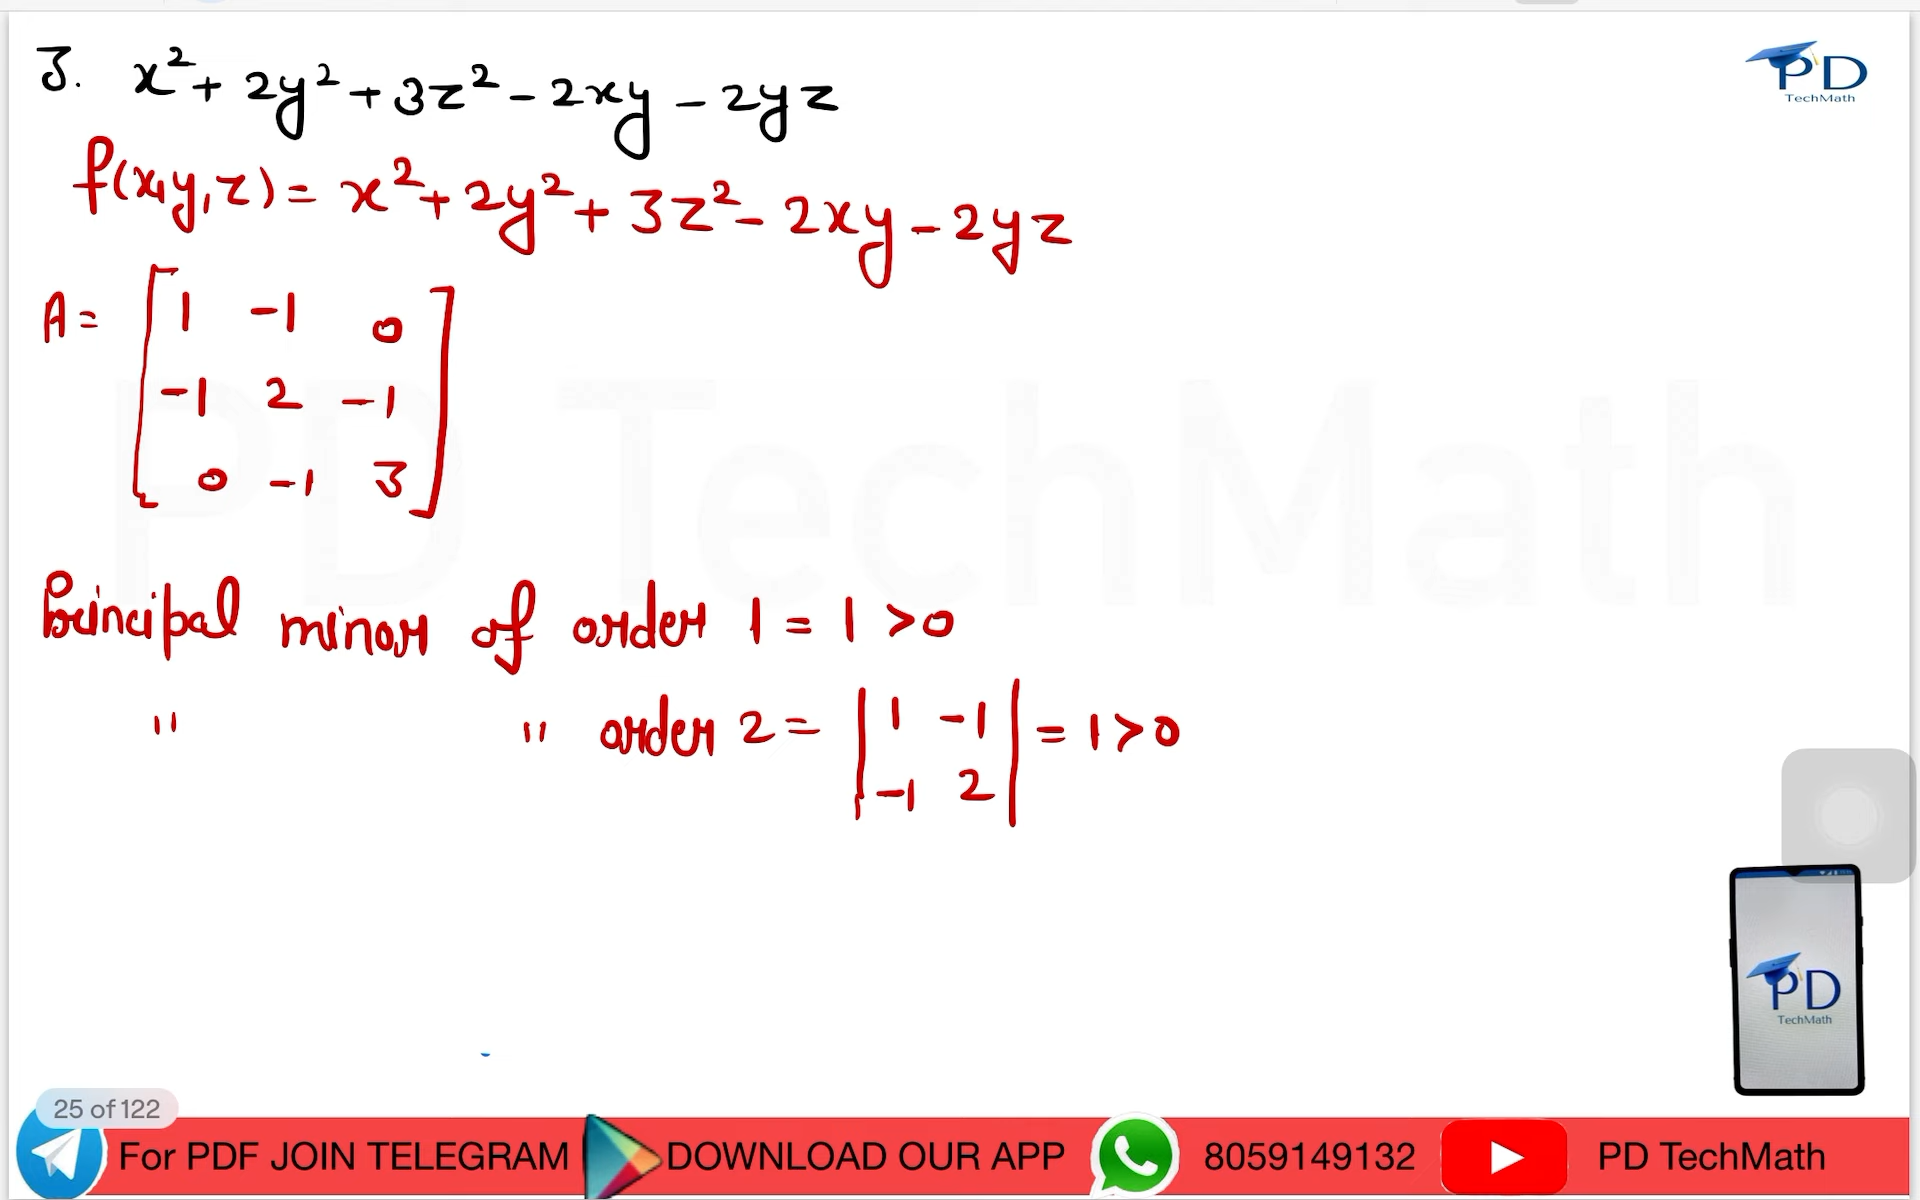 3. x² + 2y² + 3z² - 2xy - 2yz
PD
TechMath
f(x,y,z) = x² + 2y² + 3z² - 2xy - 2yz
A = [1 -1 0
-1 2 -1
0 -1 3]
PD TechMath
Principal minor of order 1 = 1 > 0
" " order 2 = |1 -1| = 1 > 0
|-1 2|
PD
TechMath
25 of 122
For PDF JOIN TELEGRAM DOWNLOAD OUR APP 8059149132 PD TechMath